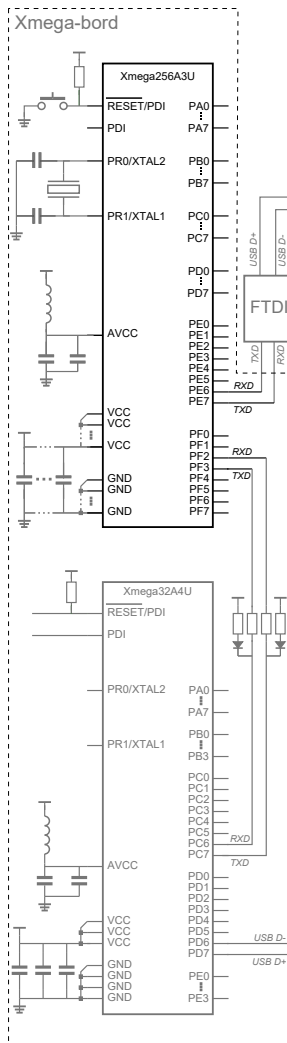 Xmega-bord
Xmega256A3U
RESET/PDI
PDI
PR0/XTAL2
PR1/XTAL1
AVCC
VCC
VCC
VCC
GND
GND
GND
PA0
PA7
PB0
PB7
PC0
PC7
PD0
PD7
PE0
PE1
PE2
PE3
PE4
PE5
PE6
PE7
PF0
PF1
PF2
PF3
PF4
PF5
PF6
PF7
RXD
TXD
RXD
TXD
USB D+
USB D-
FTDI
TXD
RXD
Xmega32A4U
RESET/PDI
PDI
PR0/XTAL2
PR1/XTAL1
AVCC
VCC
VCC
VCC
GND
GND
GND
GND
PA0
PA7
PB0
PB3
PC0
PC1
PC2
PC3
PC4
PC5
PC6
PC7
PD0
PD1
PD2
PD3
PD4
PD5
PD6
PD7
PE0
PE3
RXD
TXD
USB D-
USB D+